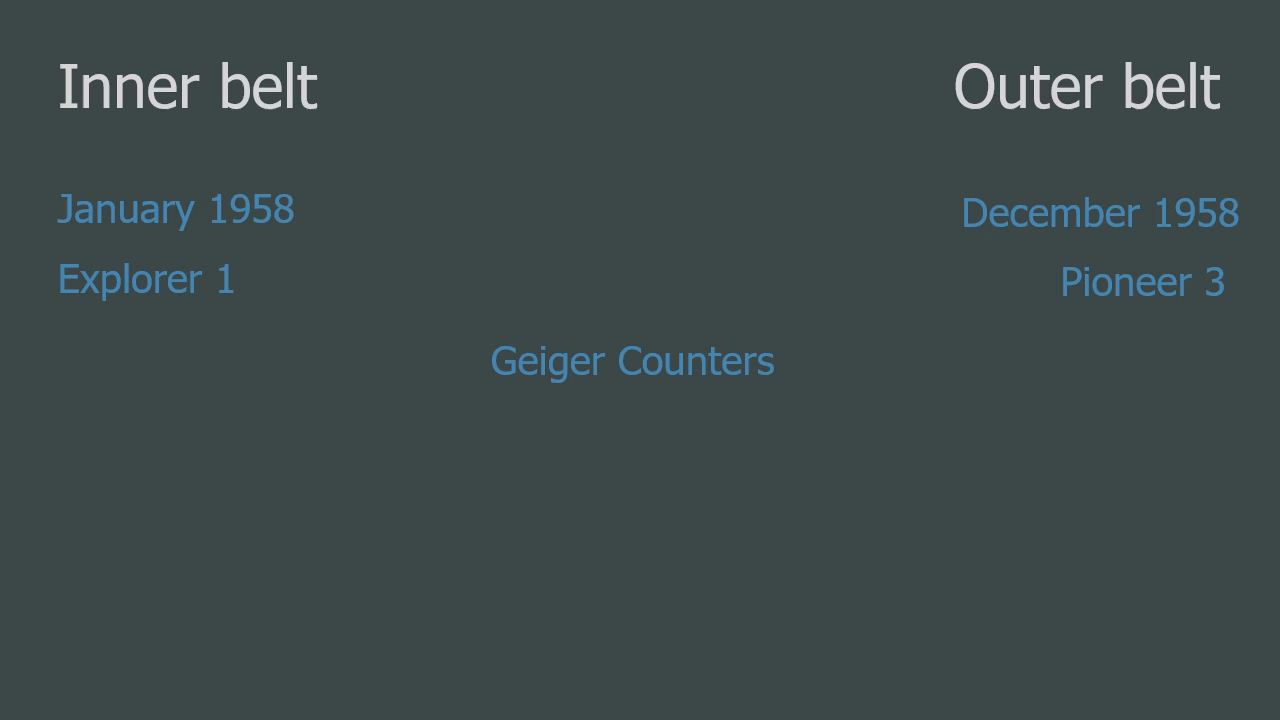 Inner belt
Outer belt
January 1958
December 1958
Explorer 1
Pioneer 3
Geiger Counters